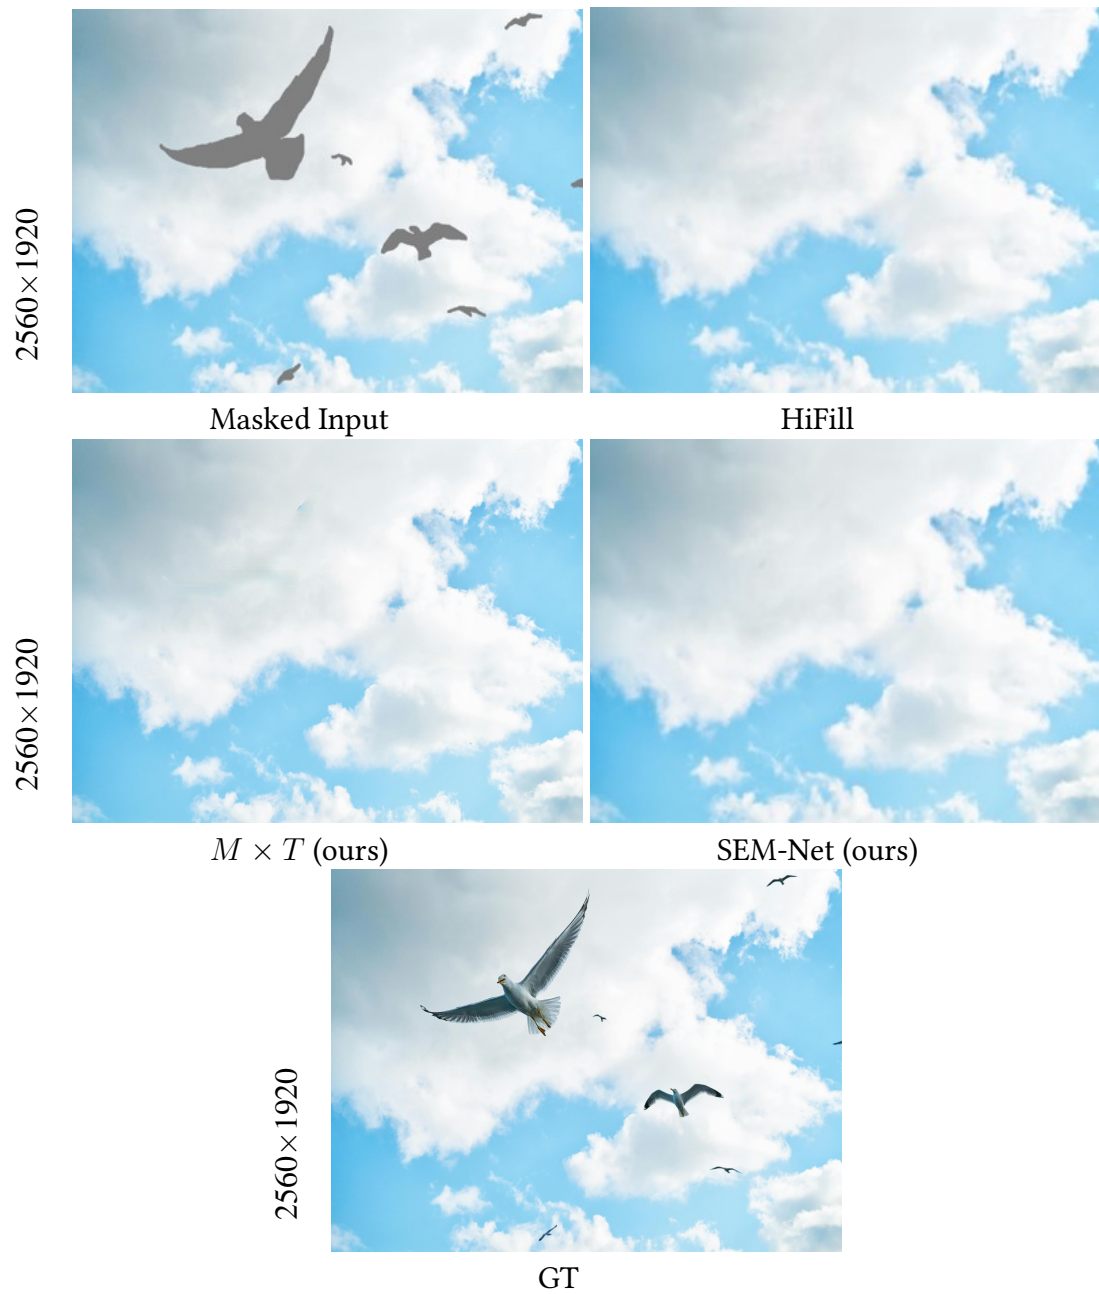 2560×1920
Masked Input
HiFill
2560×1920
M × T (ours)
SEM-Net (ours)
2560×1920
GT